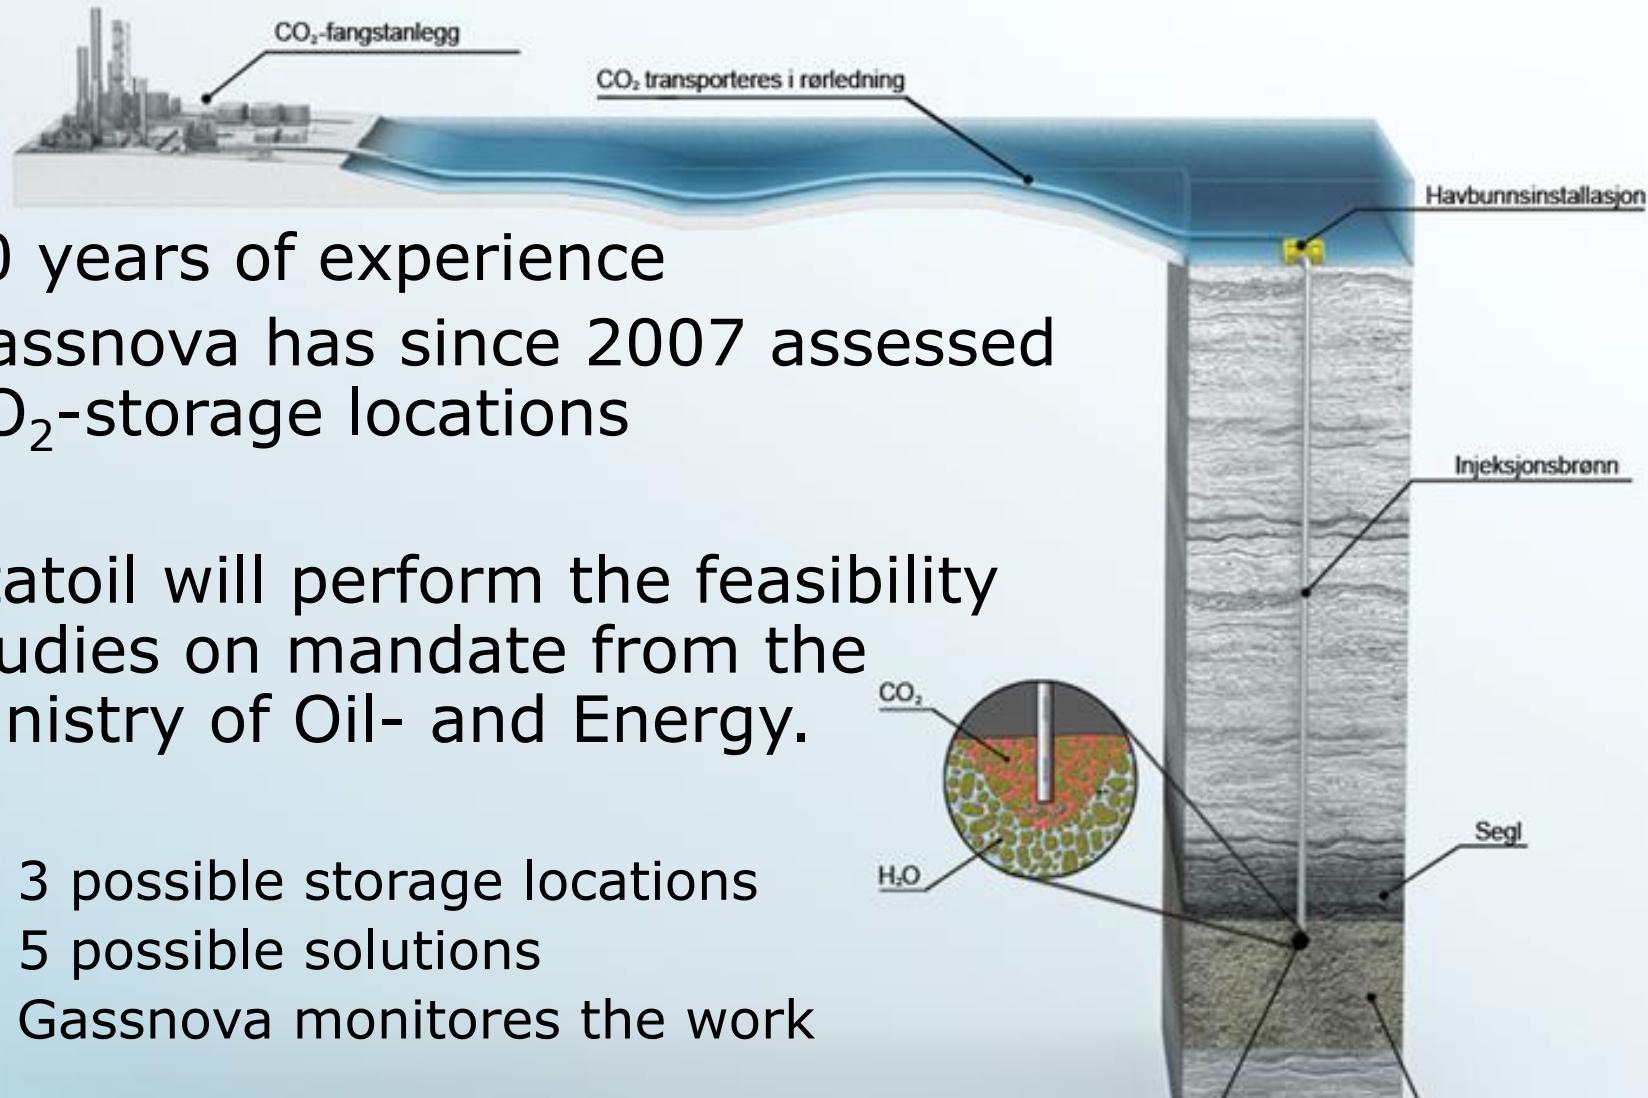 CO₂-fangstanlegg
CO₂ transporteres i rørledning
Havbunnsinstallasjon
0 years of experience
assnova has since 2007 assessed
O₂-storage locations
Injeksjonsbrønn
tatoil will perform the feasibility
udies on mandate from the
inistry of Oil- and Energy.
CO₂
H₂O
Segl
3 possible storage locations
5 possible solutions
Gassnova monitores the work